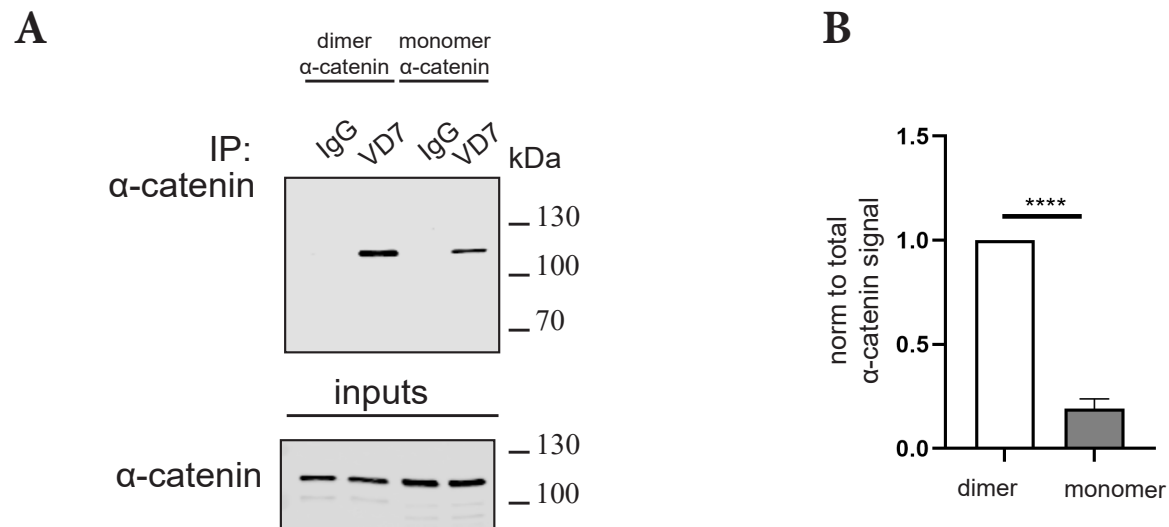 A
dimer
α-catenin
monomer
α-catenin
IP:
α-catenin
IgG
VD7
IgG
VD7
kDa
130
100
70
inputs
α-catenin
130
100
B
norm to total
α-catenin signal
1.5
1.0
0.5
0.0
****
dimer
monomer